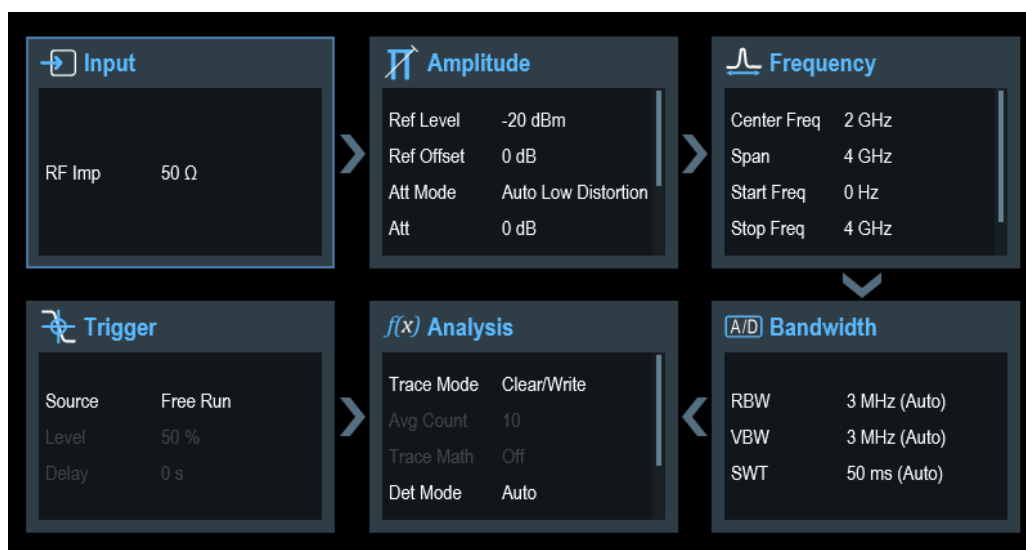 Input
RF Imp 50 Ω
Amplitude
Ref Level -20 dBm
Ref Offset 0 dB
Att Mode Auto Low Distortion
Att 0 dB
Frequency
Center Freq 2 GHz
Span 4 GHz
Start Freq 0 Hz
Stop Freq 4 GHz
Trigger
Source Free Run
Level 50 %
Delay 0 s
f(x) Analysis
Trace Mode Clear/Write
Avg Count 10
Trace Math Off
Det Mode Auto
A/D Bandwidth
RBW 3 MHz (Auto)
VBW 3 MHz (Auto)
SWT 50 ms (Auto)